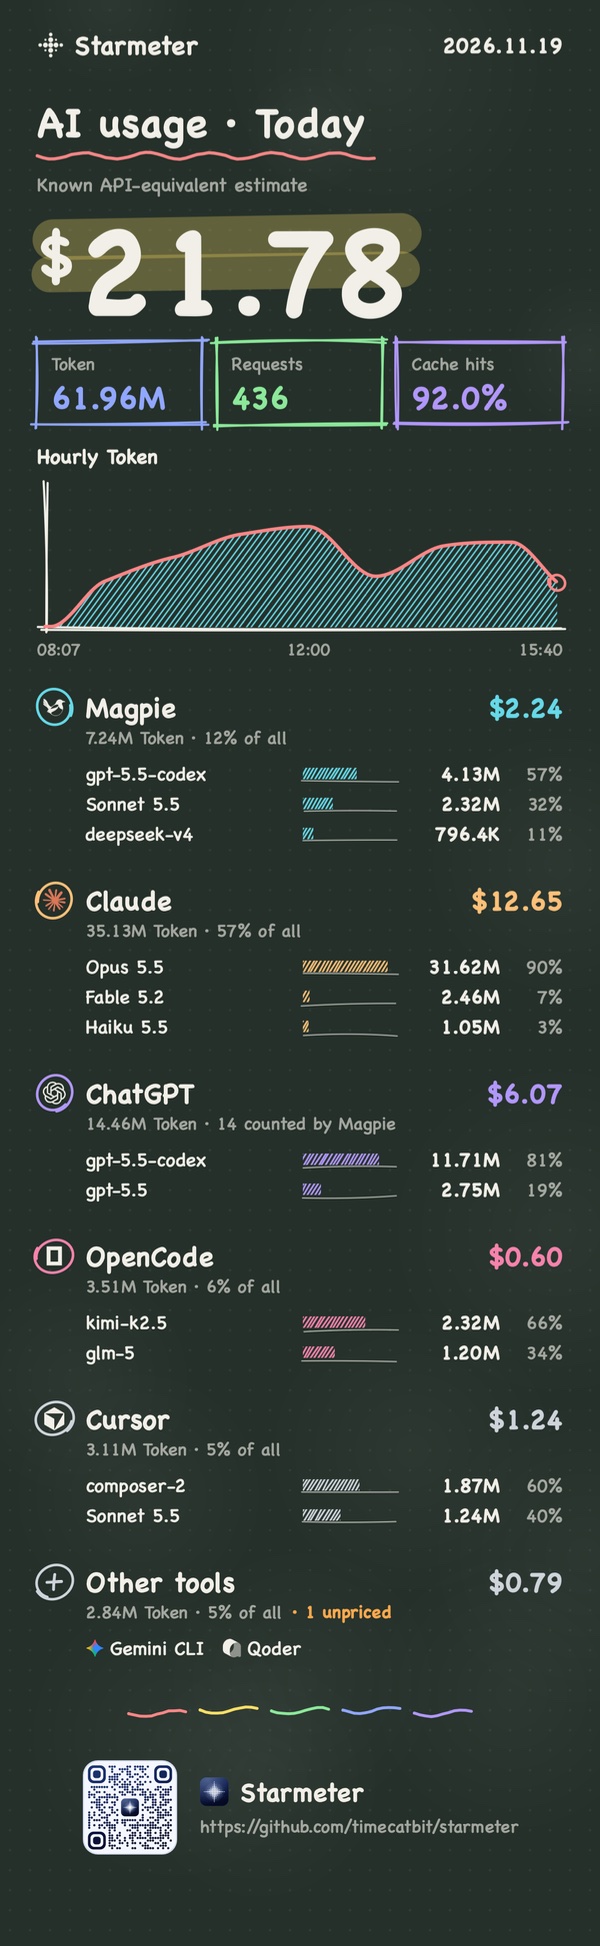 Starmeter 2026.11.19
AI usage · Today
Known API-equivalent estimate
$21.78
Token Requests Cache hits
61.96M 436 92.0%
Hourly Token
08:07 12:00 15:40
Magpie $2.24
7.24M Token · 12% of all
gpt-5.5-codex 4.13M 57%
Sonnet 5.5 2.32M 32%
deepseek-v4 796.4K 11%
Claude $12.65
35.13M Token · 57% of all
Opus 5.5 31.62M 90%
Fable 5.2 2.46M 7%
Haiku 5.5 1.05M 3%
ChatGPT $6.07
14.46M Token · 14 counted by Magpie
gpt-5.5-codex 11.71M 81%
gpt-5.5 2.75M 19%
OpenCode $0.60
3.51M Token · 6% of all
kimi-k2.5 2.32M 66%
glm-5 1.20M 34%
Cursor $1.24
3.11M Token · 5% of all
composer-2 1.87M 60%
Sonnet 5.5 1.24M 40%
Other tools $0.79
2.84M Token · 5% of all · 1 unpriced
Gemini CLI Qoder
Starmeter
https://github.com/timecatbit/starmeter